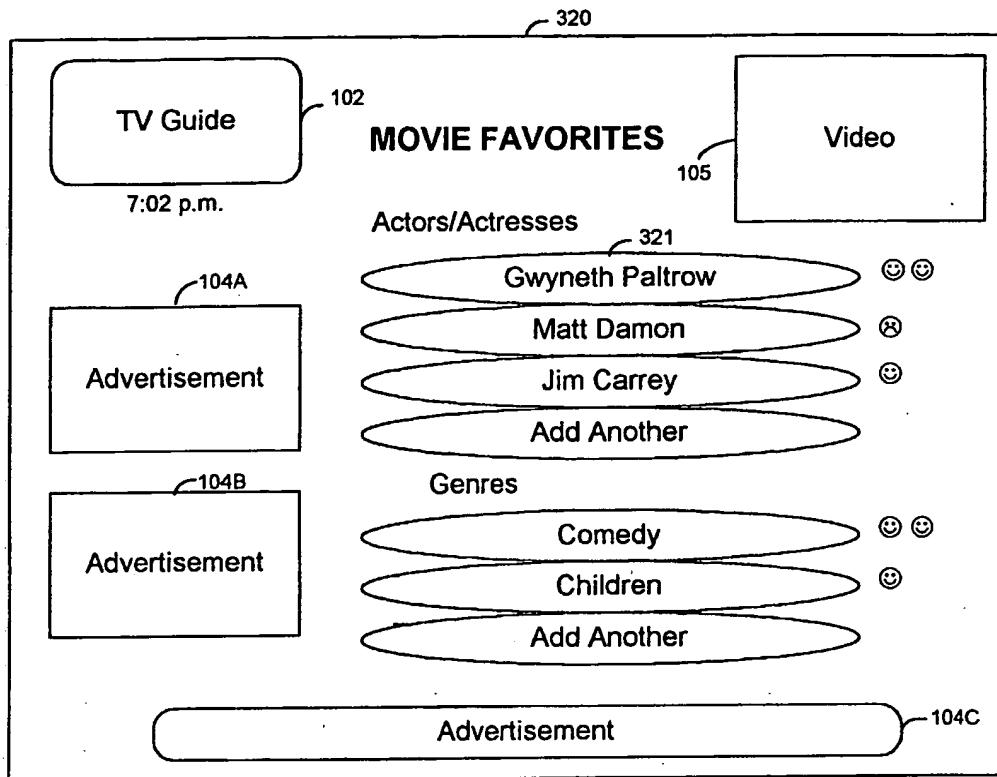 320
TV Guide
102
MOVIE FAVORITES
Video
105
7:02 p.m.
Actors/Actresses
321
Gwyneth Paltrow
104A
Matt Damon
Advertisement
Jim Carrey
Add Another
104B
Genres
Comedy
Advertisement
Children
Add Another
Advertisement
104C